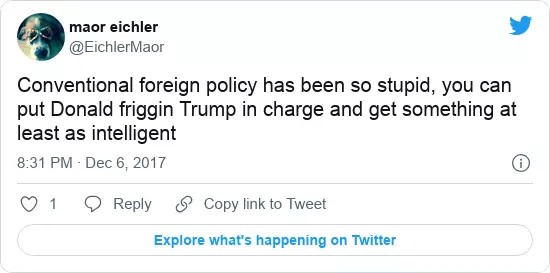 maor eichler
@EichlerMaor
Conventional foreign policy has been so stupid, you can
put Donald friggin Trump in charge and get something at
least as intelligent
8:31 PM · Dec 6, 2017
1 Reply Copy link to Tweet
Explore what's happening on Twitter